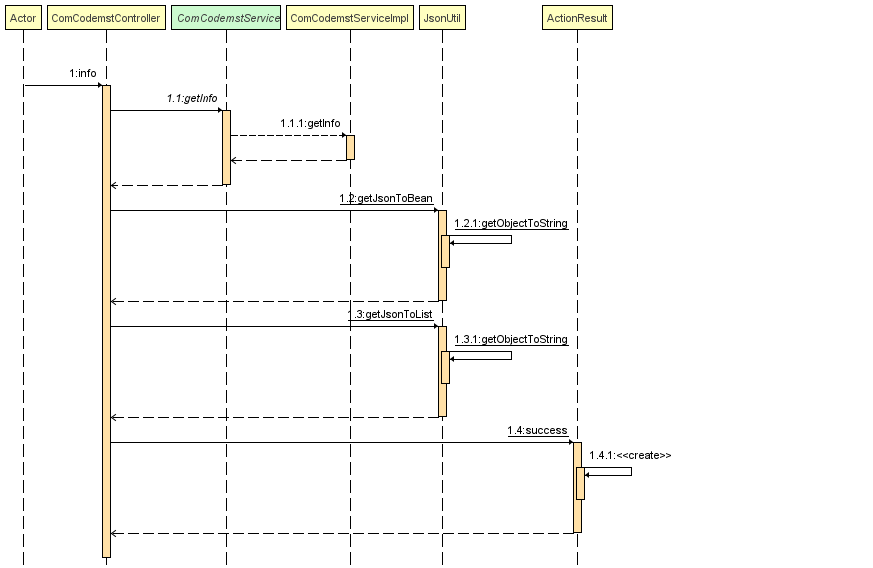 Actor
ComCodemstController
ComCodemstService
ComCodemstServiceImpl
JsonUtil
ActionResult
1:info
1.1:getInfo
1.1.1:getInfo
1.2:getJsonToBean
1.2.1:getObjectToString
1.3:getJsonToList
1.3.1:getObjectToString
1.4:success
1.4.1:<<create>>